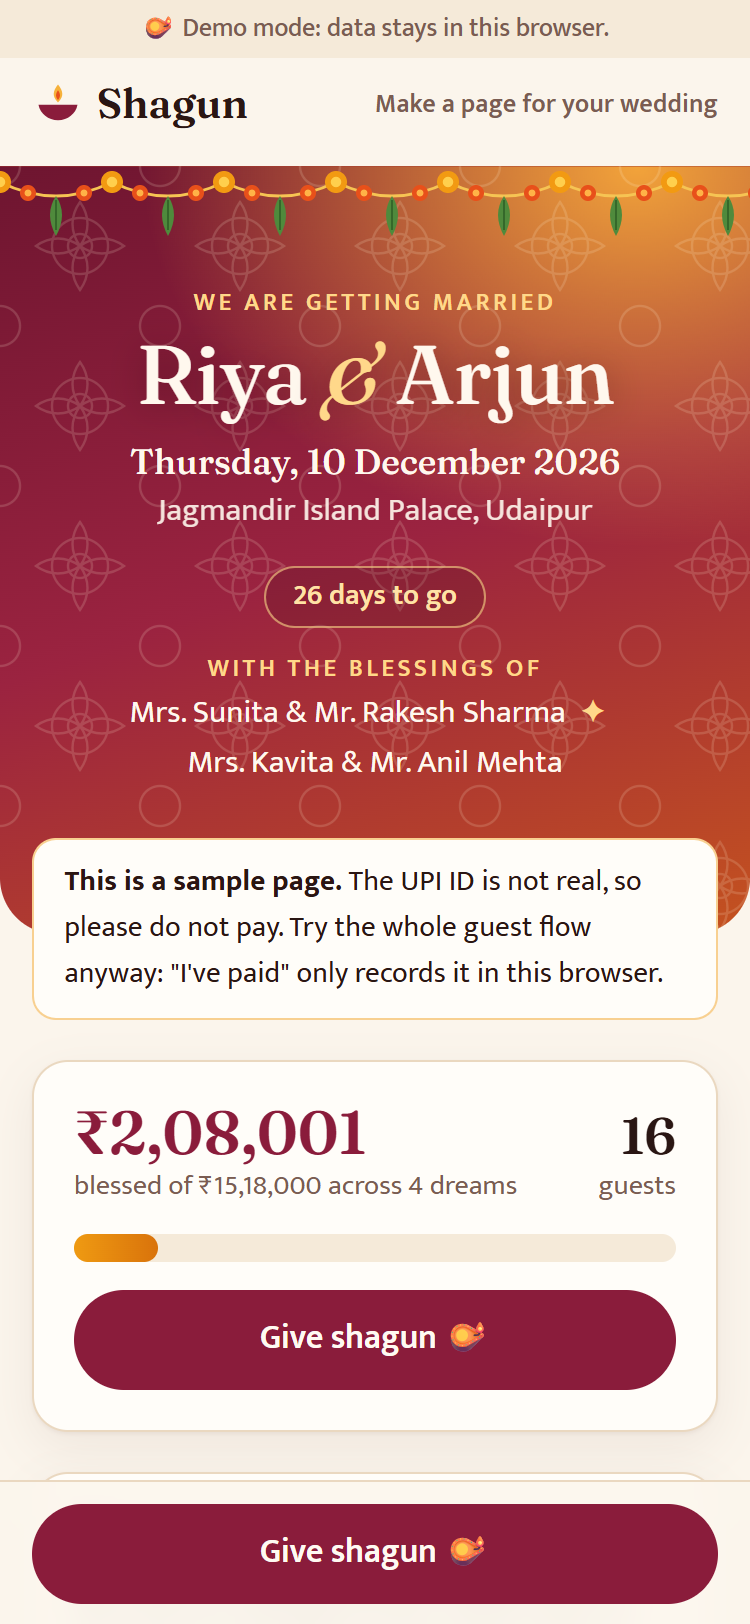 Demo mode: data stays in this browser.
Shagun
Make a page for your wedding
WE ARE GETTING MARRIED
Riya & Arjun
Thursday, 10 December 2026
Jagmandir Island Palace, Udaipur
26 days to go
WITH THE BLESSINGS OF
Mrs. Sunita & Mr. Rakesh Sharma ✦
Mrs. Kavita & Mr. Anil Mehta
This is a sample page. The UPI ID is not real, so
please do not pay. Try the whole guest flow
anyway: "I've paid" only records it in this browser.
₹2,08,001
16
blessed of ₹15,18,000 across 4 dreams
guests
Give shagun
Give shagun